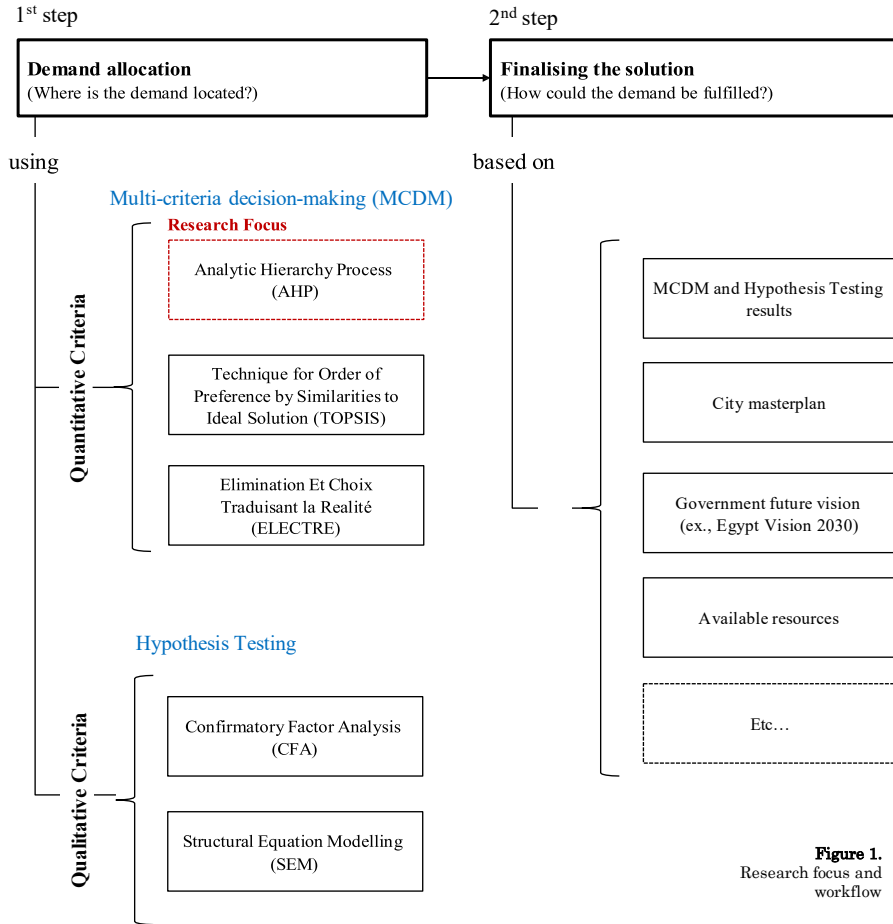 1st step
Demand allocation
(Where is the demand located?)
using
Multi-criteria decision-making (MCDM)
Research Focus
Quantitative Criteria
Analytic Hierarchy Process
(AHP)
Technique for Order of
Preference by Similarities to
Ideal Solution (TOPSIS)
Elimination Et Choix
Traduisant la Realité
(ELECTRE)
Hypothesis Testing
Qualitative Criteria
Confirmatory Factor Analysis
(CFA)
Structural Equation Modelling
(SEM)
2nd step
Finalising the solution
(How could the demand be fulfilled?)
based on
MCDM and Hypothesis Testing
results
City masterplan
Government future vision
(ex., Egypt Vision 2030)
Available resources
Etc…
Figure 1.
Research focus and
workflow